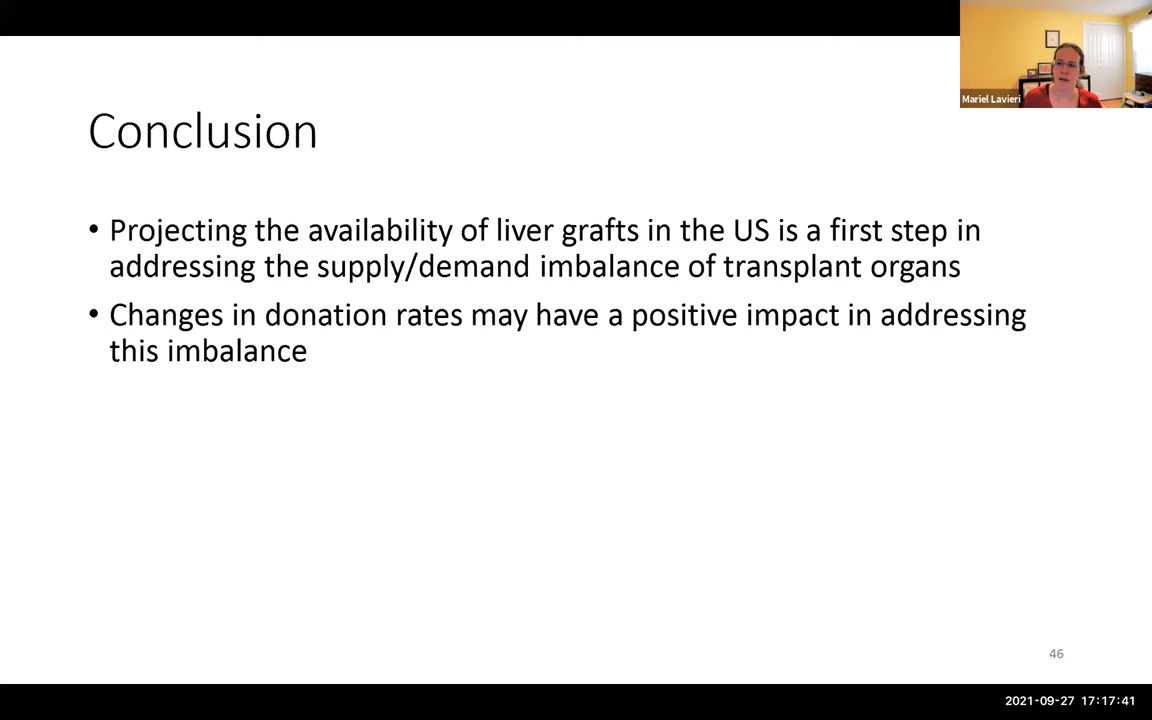 Mariel Lavieri
Conclusion
• Projecting the availability of liver grafts in the US is a first step in
addressing the supply/demand imbalance of transplant organs
• Changes in donation rates may have a positive impact in addressing
this imbalance
46
2021-09-27 17:17:41